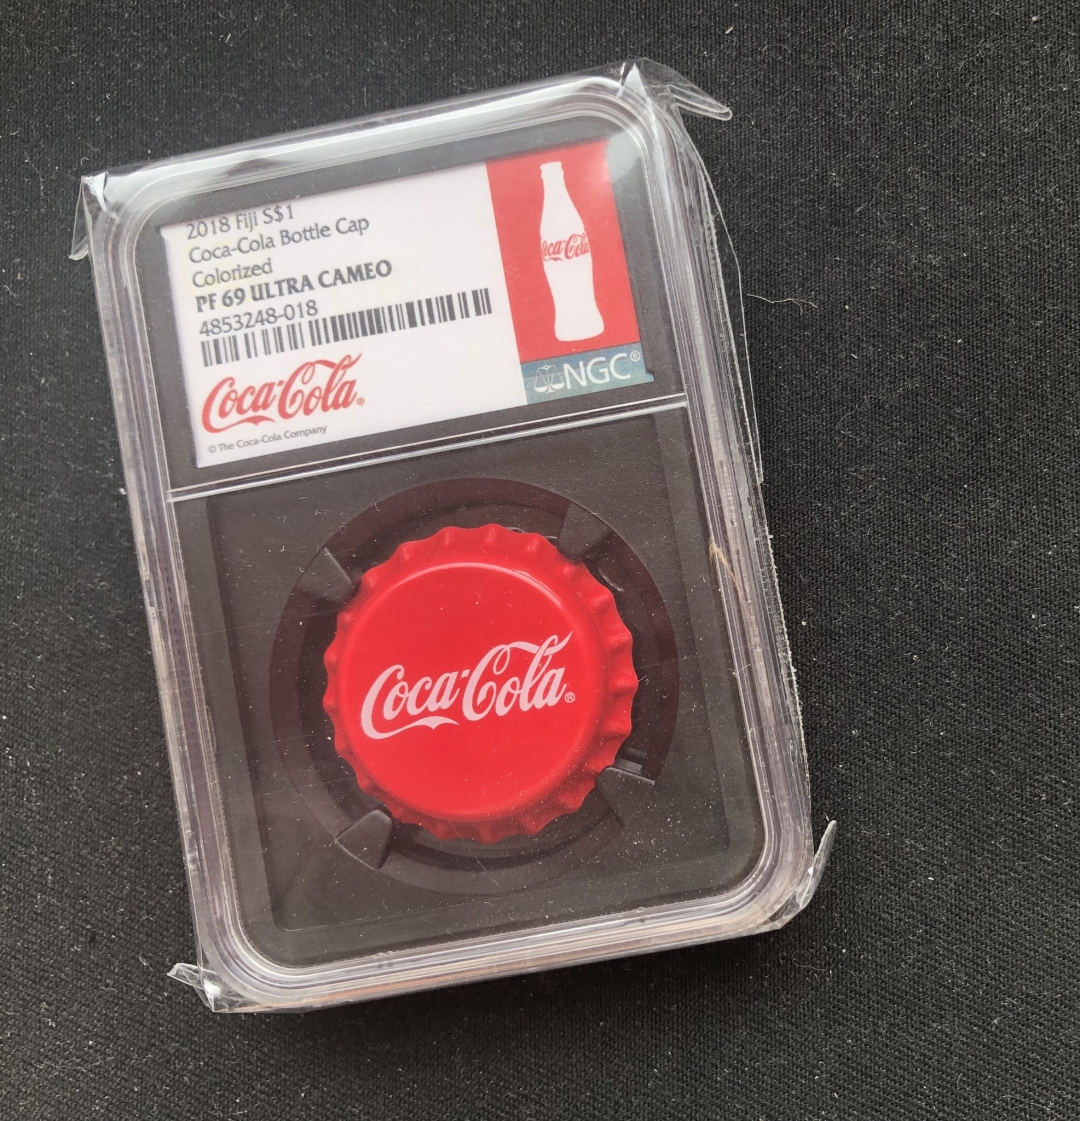 2018 Fiji S$1
Coca-Cola Bottle Cap
Colorized
PF 69 ULTRA CAMEO
4853248-018
Coca-Cola®
© The Coca-Cola Company
Coca-Cola
NGC®
Coca-Cola®